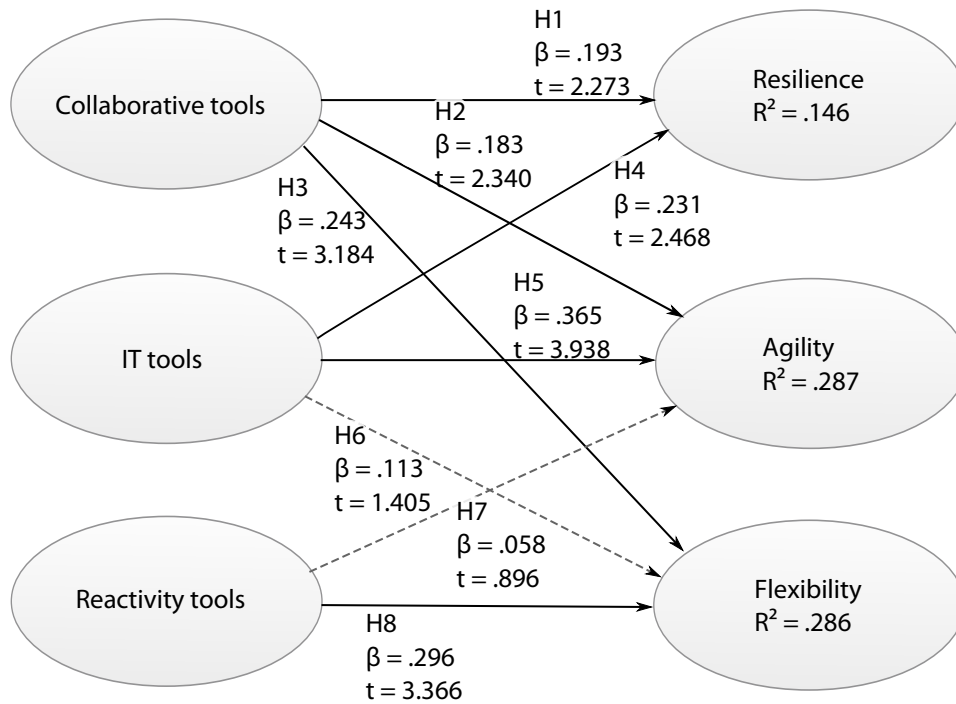 Collaborative tools
H1
β = .193
t = 2.273
Resilience
R² = .146
H2
β = .183
t = 2.340
H3
β = .243
t = 3.184
H4
β = .231
t = 2.468
IT tools
H5
β = .365
t = 3.938
Agility
R² = .287
H6
β = .113
t = 1.405
H7
β = .058
t = .896
Reactivity tools
H8
β = .296
t = 3.366
Flexibility
R² = .286